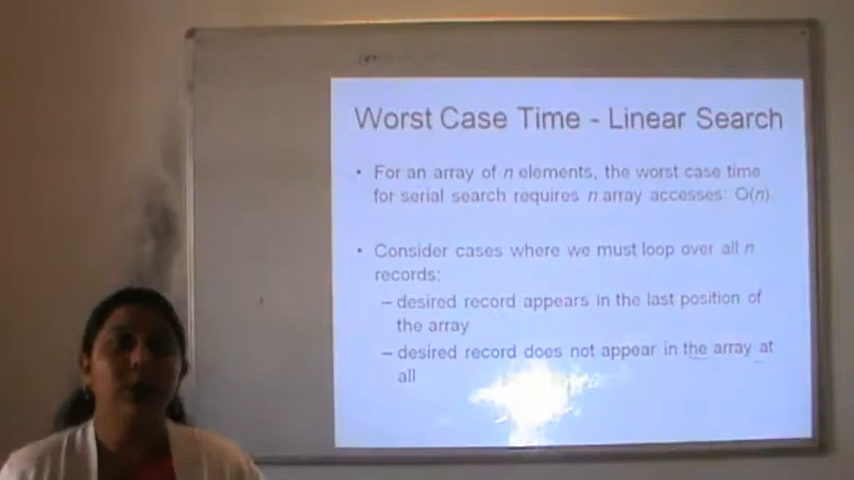 Worst Case Time - Linear Search
• For an array of n elements, the worst case time
for serial search requires n array accesses: O(n).
• Consider cases where we must loop over all n
records:
– desired record appears in the last position of
the array
– desired record does not appear in the array at
all